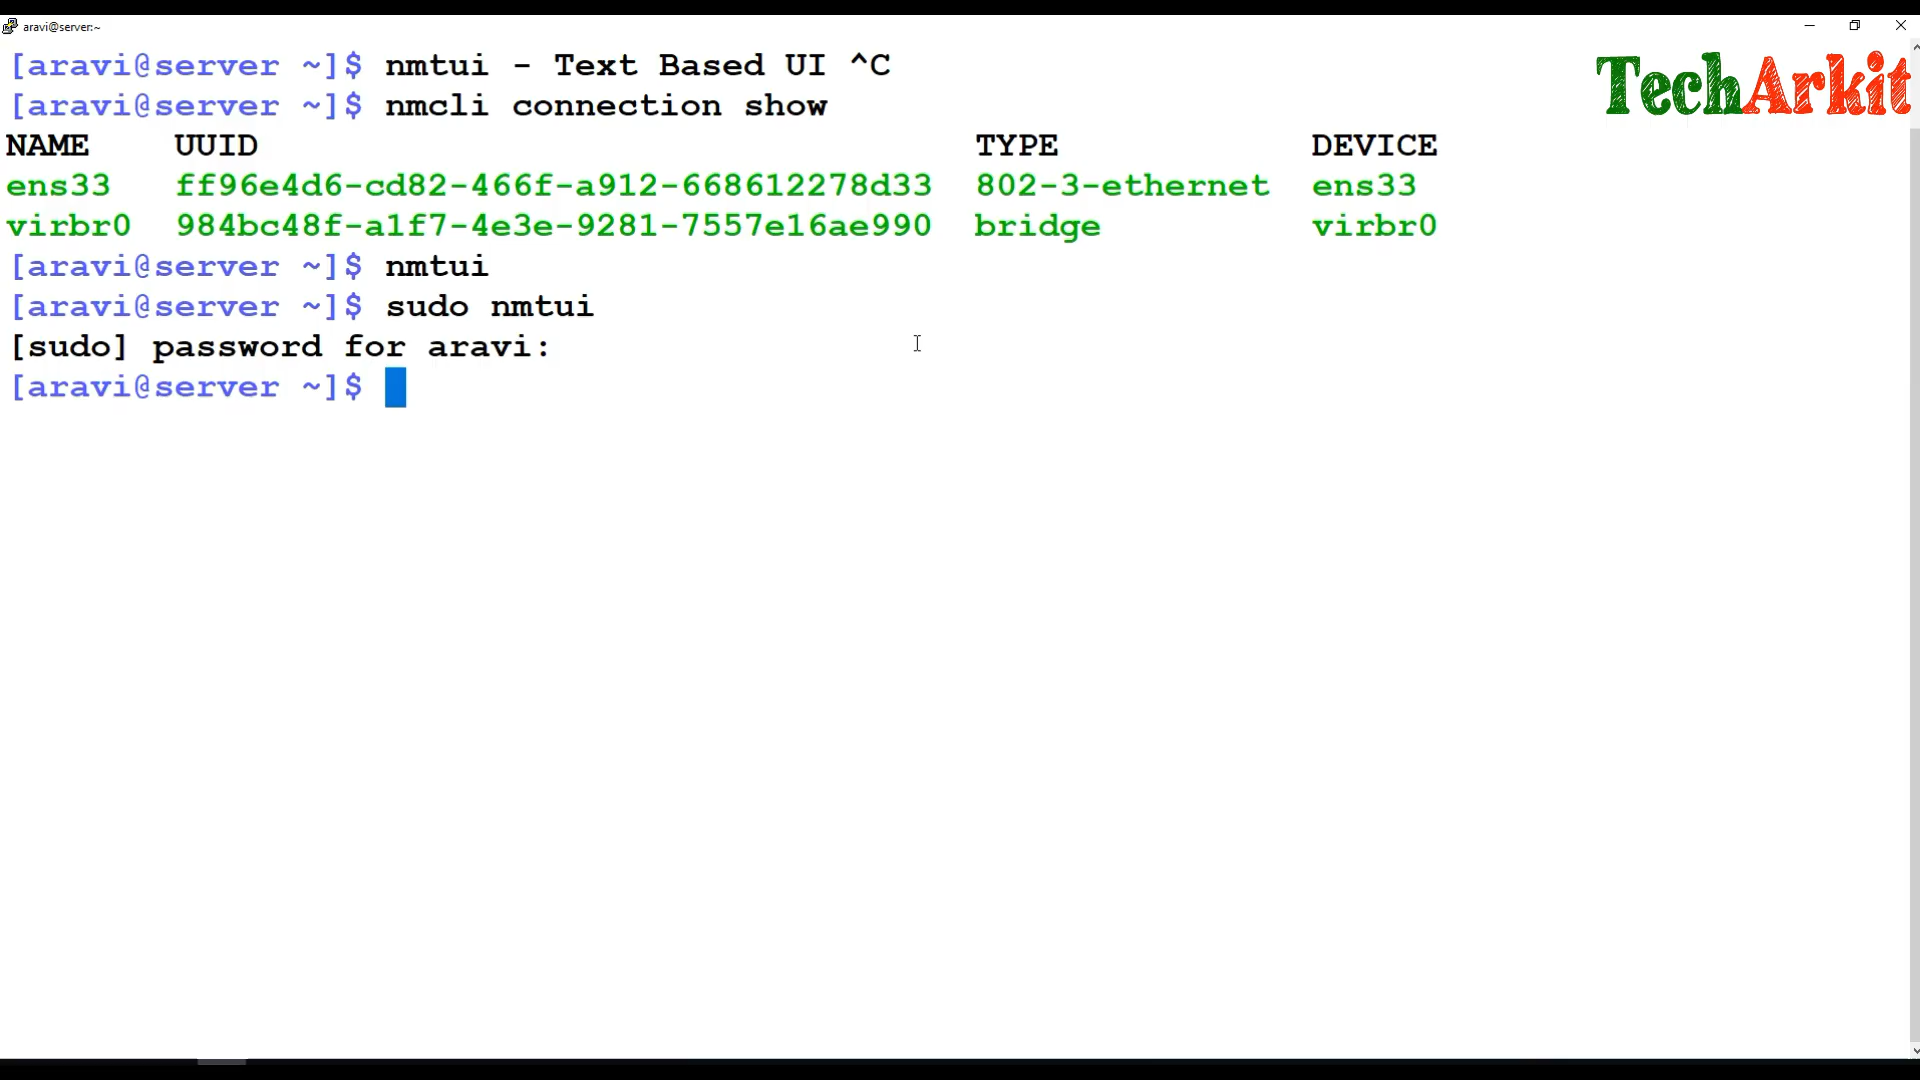 aravi@server:~
[aravi@server ~]$ nmtui - Text Based UI ^C
TechArkit
[aravi@server ~]$ nmcli connection show
NAME UUID TYPE DEVICE
ens33 ff96e4d6-cd82-466f-a912-668612278d33 802-3-ethernet ens33
virbr0 984bc48f-a1f7-4e3e-9281-7557e16ae990 bridge virbr0
[aravi@server ~]$ nmtui
[aravi@server ~]$ sudo nmtui
[sudo] password for aravi:
[aravi@server ~]$